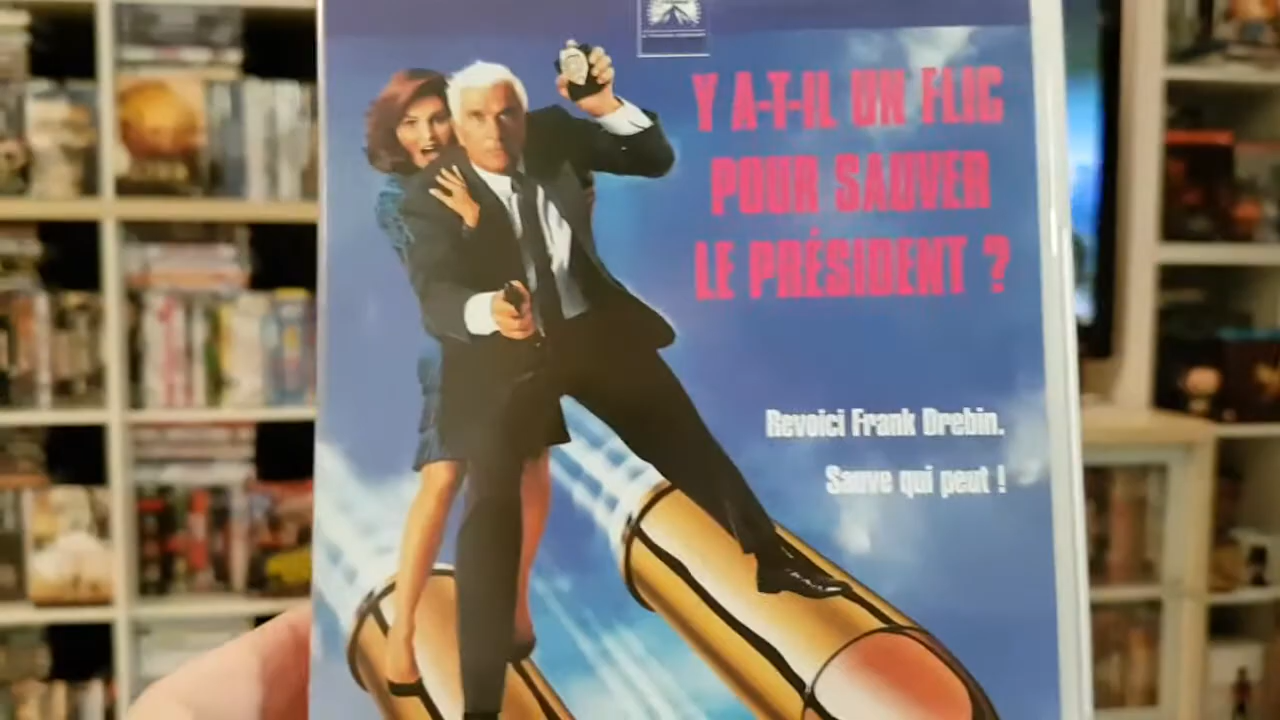 Y A-T-IL UN FLIC
POUR SAUVER
LE PRÉSIDENT ?
Revoici Frank Drebin.
Sauve qui peut !